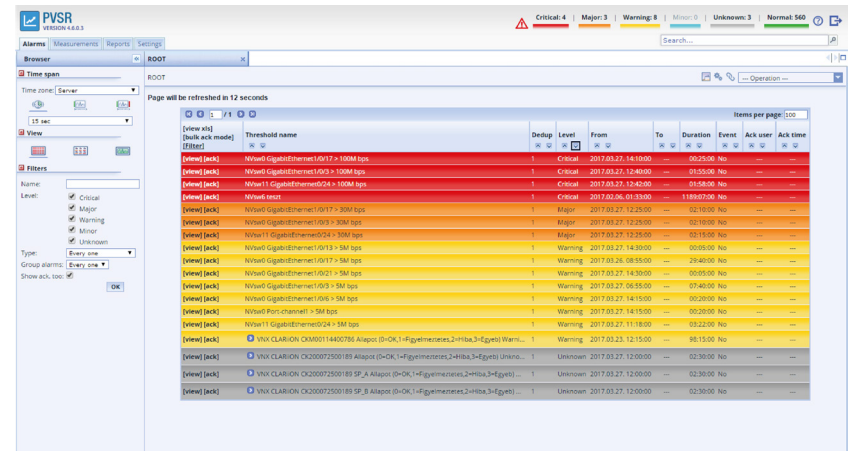 PVSR
VERSION 4.0.0.3
Critical: 4 | Major: 3 | Warning: 8 | Minor: 0 | Unknown: 3 | Normal: 560
Alarms Measurements Reports Settings
Search...
Browser
ROOT x
Time span
ROOT
--- Operation ---
Time zone: Server
Page will be refreshed in 12 seconds
15 sec
1 / 1
Items per page: 100
View
[view xls]
[bulk ack mode]
[Filter]
Threshold name Dedup Level From To Duration Event Ack user Ack time
[view] [ack] NVsw0 GigabitEthernet1/0/17 > 100M bps 1 Critical 2017.03.27. 14:10:00 --- 00:25:00 No --- ---
[view] [ack] NVsw0 GigabitEthernet1/0/3 > 100M bps 1 Critical 2017.03.27. 12:40:00 --- 01:55:00 No --- ---
[view] [ack] NVsw11 GigabitEthernet0/24 > 100M bps 1 Critical 2017.03.27. 12:42:00 --- 01:58:00 No --- ---
[view] [ack] NVsw6 teszt 1 Critical 2017.02.06. 01:33:00 --- 1189:07:00 No --- ---
[view] [ack] NVsw0 GigabitEthernet1/0/17 > 30M bps 1 Major 2017.03.27. 12:25:00 --- 02:10:00 No --- ---
[view] [ack] NVsw0 GigabitEthernet1/0/3 > 30M bps 1 Major 2017.03.27. 12:25:00 --- 02:10:00 No --- ---
[view] [ack] NVsw11 GigabitEthernet0/24 > 30M bps 1 Major 2017.03.27. 12:25:00 --- 02:15:00 No --- ---
[view] [ack] NVsw0 GigabitEthernet1/0/13 > 5M bps 1 Warning 2017.03.27. 14:30:00 --- 00:05:00 No --- ---
[view] [ack] NVsw0 GigabitEthernet1/0/17 > 5M bps 1 Warning 2017.03.26. 08:55:00 --- 29:40:00 No --- ---
[view] [ack] NVsw0 GigabitEthernet1/0/21 > 5M bps 1 Warning 2017.03.27. 14:30:00 --- 00:05:00 No --- ---
[view] [ack] NVsw0 GigabitEthernet1/0/3 > 5M bps 1 Warning 2017.03.27. 06:55:00 --- 07:40:00 No --- ---
[view] [ack] NVsw0 GigabitEthernet1/0/6 > 5M bps 1 Warning 2017.03.27. 14:15:00 --- 00:20:00 No --- ---
[view] [ack] NVsw0 Port-channel1 > 5M bps 1 Warning 2017.03.27. 14:15:00 --- 00:20:00 No --- ---
[view] [ack] NVsw11 GigabitEthernet0/24 > 5M bps 1 Warning 2017.03.27. 11:18:00 --- 03:22:00 No --- ---
[view] [ack] VNX CLARiiON CKM00114400786 Allapot (0=OK,1=Figyelmeztetes,2=Hiba,3=Egyeb) Warni... 1 Warning 2017.03.23. 12:15:00 --- 98:15:00 No --- ---
[view] [ack] VNX CLARiiON CK200072500189 Allapot (0=OK,1=Figyelmeztetes,2=Hiba,3=Egyeb) Unkno... 1 Unknown 2017.03.27. 12:00:00 --- 02:30:00 No --- ---
[view] [ack] VNX CLARiiON CK200072500189 SP_A Allapot (0=OK,1=Figyelmeztetes,2=Hiba,3=Egyeb) ... 1 Unknown 2017.03.27. 12:00:00 --- 02:30:00 No --- ---
[view] [ack] VNX CLARiiON CK200072500189 SP_B Allapot (0=OK,1=Figyelmeztetes,2=Hiba,3=Egyeb) ... 1 Unknown 2017.03.27. 12:00:00 --- 02:30:00 No --- ---
Filters
Name:
Level: Critical
Major
Warning
Minor
Unknown
Type: Every one
Group alarms: Every one
Show ack. too:
OK